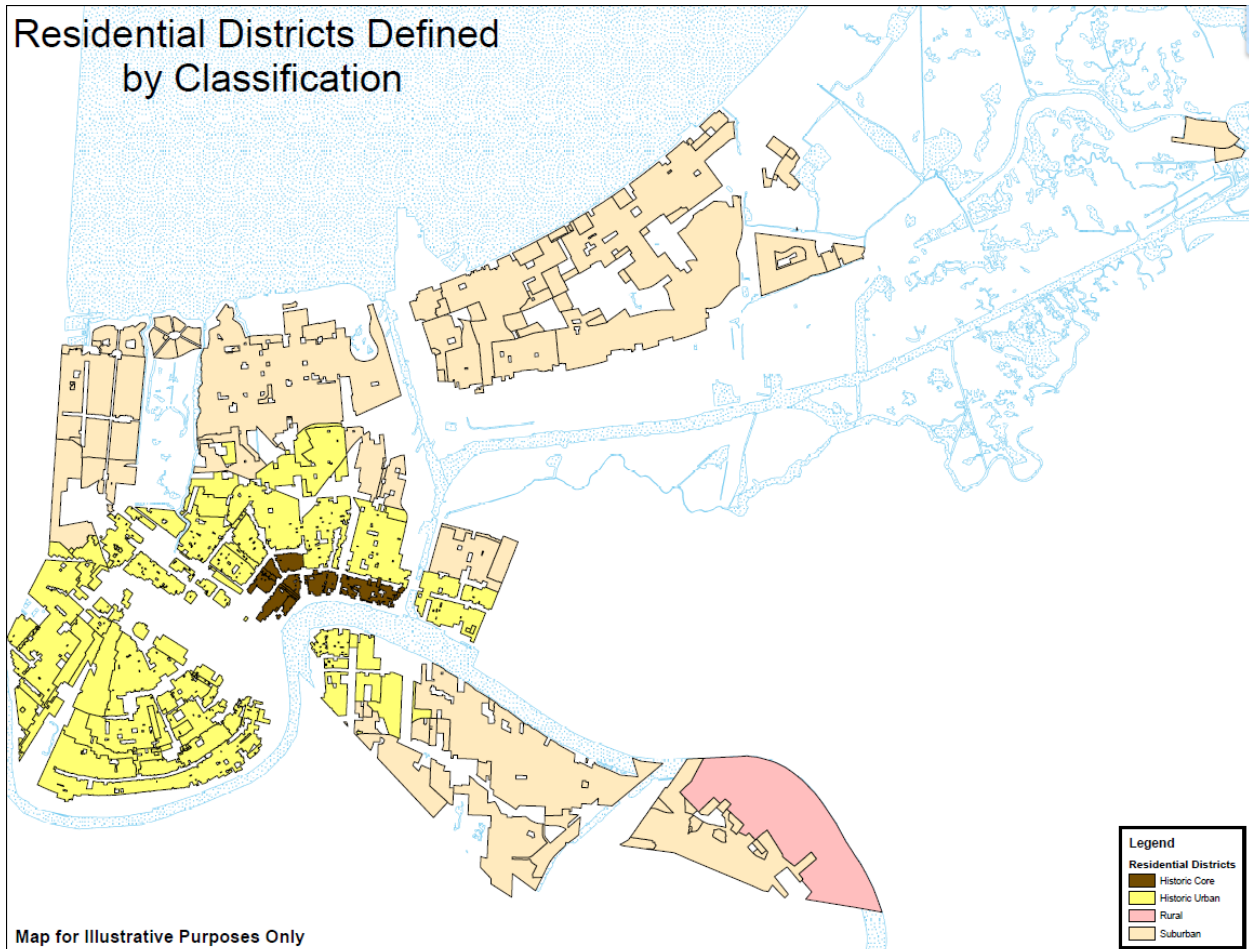 Residential Districts Defined
by Classification
Legend
Residential Districts
Historic Core
Historic Urban
Rural
Suburban
Map for Illustrative Purposes Only